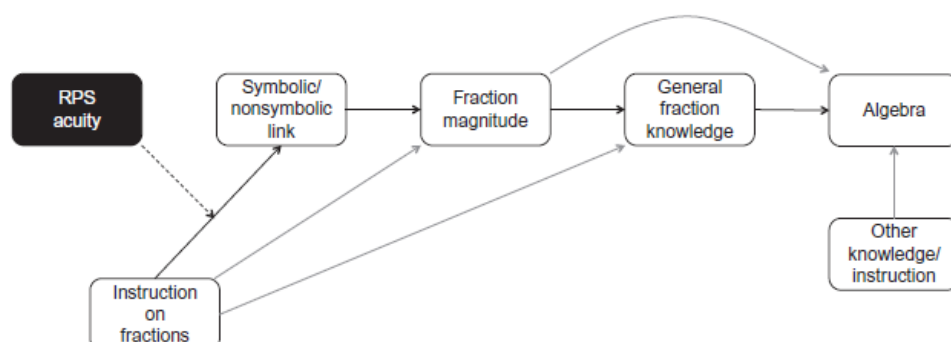 RPS
acuity
Symbolic/
nonsymbolic
link
Fraction
magnitude
General
fraction
knowledge
Algebra
Other
knowledge/
instruction
Instruction
on
fractions